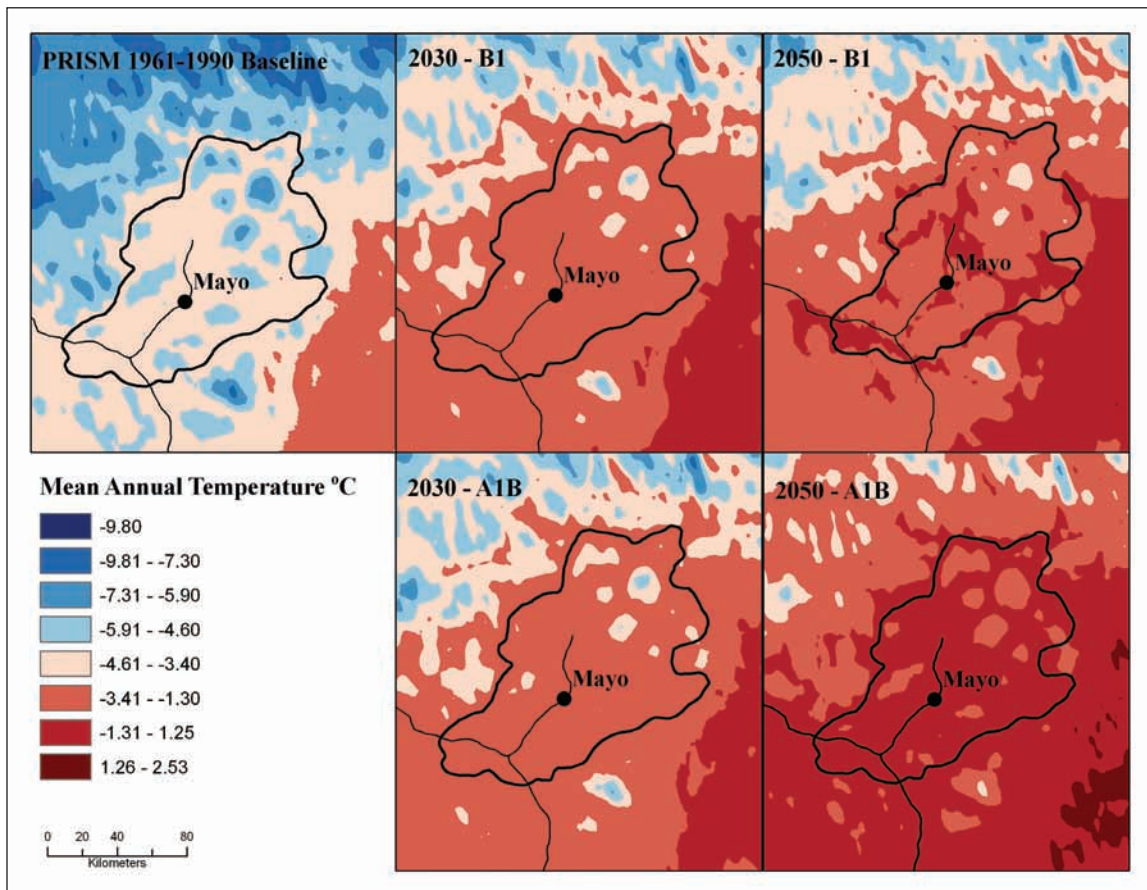 PRISM 1961-1990 Baseline
2030 - B1
2050 - B1
Mayo
Mayo
Mayo
Mean Annual Temperature ºC
-9.80
-9.81 - -7.30
-7.31 - -5.90
-5.91 - -4.60
-4.61 - -3.40
-3.41 - -1.30
-1.31 - 1.25
1.26 - 2.53
0 20 40 80
Kilometers
2030 - A1B
2050 - A1B
Mayo
Mayo